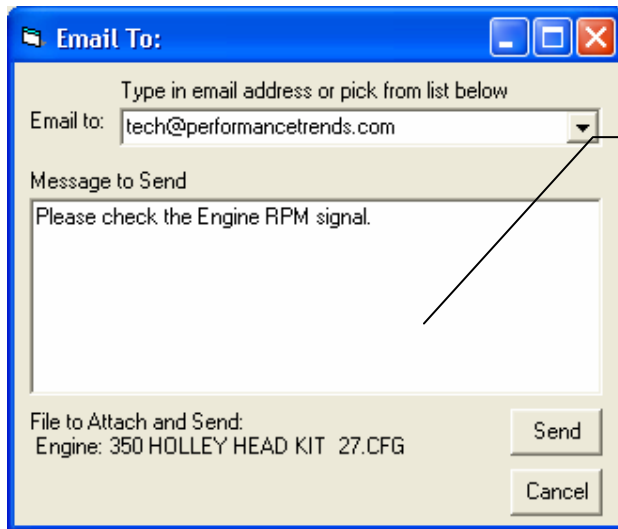 Email To:
Type in email address or pick from list below
Email to: tech@performancetrends.com
Message to Send
Please check the Engine RPM signal.
File to Attach and Send:
Engine: 350 HOLLEY HEAD KIT  27.CFG
Send
Cancel